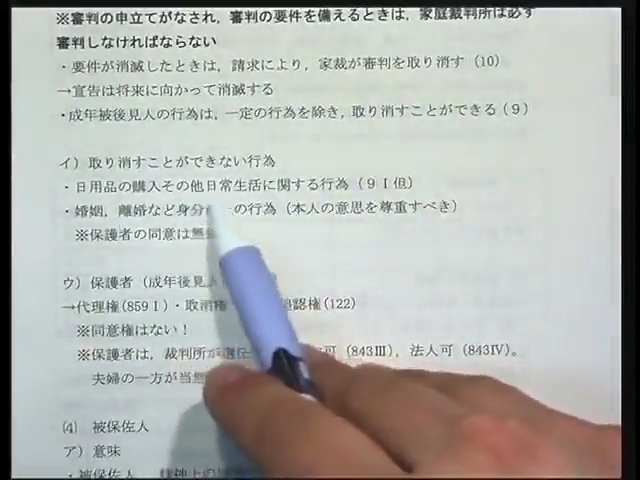 ※審判の申立てがなされ，審判の要件を備えるときは，家庭裁判所は必ず
審判しなければならない
・要件が消滅したときは，請求により，家裁が審判を取り消す（10）
→宣告は将来に向かって消滅する
・成年被後見人の行為は，一定の行為を除き，取り消すことができる（9）
イ）取り消すことができない行為
・日用品の購入その他日常生活に関する行為（9Ⅰ但）
・婚姻，離婚など身分 の行為（本人の意思を尊重すべき）
※保護者の同意は無
ウ）保護者（成年後見
→代理権(859Ⅰ)・取消権 追認権(122)
※同意権はない！
※保護者は，裁判所が選任 可（843Ⅲ），法人可（843Ⅳ）。
夫婦の一方が当
⑷ 被保佐人
ア）意味
・被保佐人